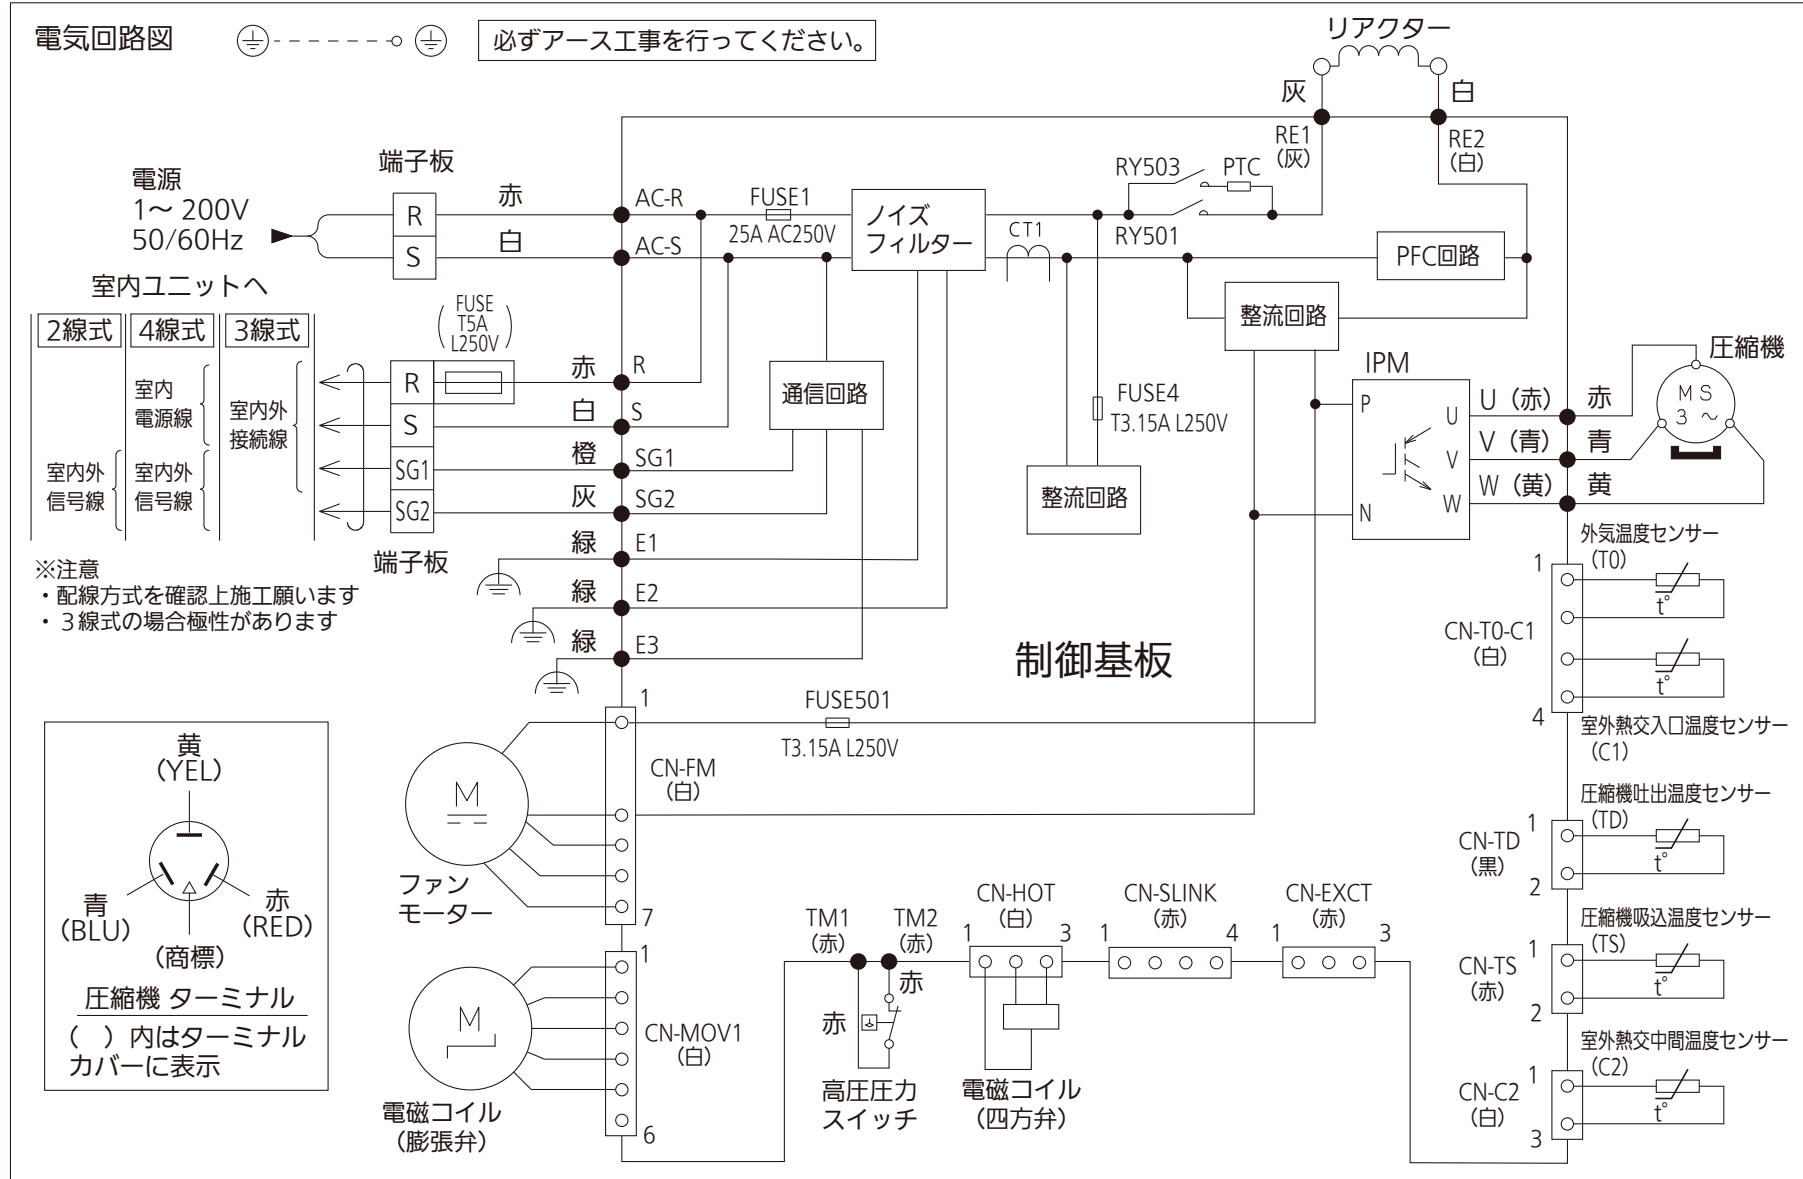 電気回路図
必ずアース工事を行ってください。
リアクター
灰
白
RE1
(灰)
RE2
(白)
端子板
電源
1～ 200V
50/60Hz
R
S
赤
白
AC-R
AC-S
FUSE1
25A AC250V
ノイズ
フィルター
RY503
PTC
RY501
CT1
PFC回路
整流回路
室内ユニットへ
2線式
4線式
3線式
室内
電源線
室内外
接続線
室内外
信号線
室内外
信号線
FUSE
T5A
L250V
R
S
SG1
SG2
端子板
赤
白
橙
灰
緑
緑
緑
R
S
SG1
SG2
E1
E2
E3
通信回路
FUSE4
T3.15A L250V
整流回路
IPM
P
N
U
V
W
U (赤)
V (青)
W (黄)
赤
青
黄
圧縮機
M S
3 ～
※注意
・配線方式を確認上施工願います
・３線式の場合極性があります
制御基板
外気温度センサー
(T0)
1
t°
CN-T0-C1
(白)
t°
4
室外熱交入口温度センサー
(C1)
圧縮機吐出温度センサー
(TD)
1
CN-TD
(黒)
t°
2
圧縮機吸込温度センサー
(TS)
1
CN-TS
(赤)
t°
2
室外熱交中間温度センサー
(C2)
1
CN-C2
(白)
t°
3
1
FUSE501
T3.15A L250V
CN-FM
(白)
M
ファン
モーター
7
1
M
CN-MOV1
(白)
電磁コイル
(膨張弁)
6
TM1
(赤)
TM2
(赤)
赤
赤
高圧圧力
スイッチ
CN-HOT
(白)
1
3
電磁コイル
(四方弁)
CN-SLINK
(赤)
1
4
CN-EXCT
(赤)
1
3
黄
(YEL)
青
(BLU)
赤
(RED)
(商標)
圧縮機 ターミナル
(　) 内はターミナル
カバーに表示